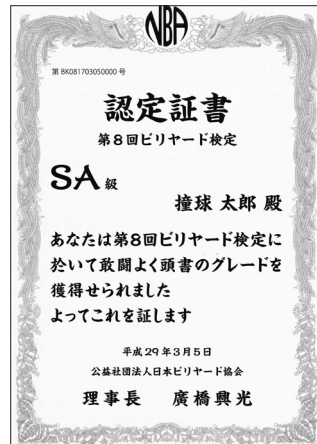 NBA
第 BK081703050000 号
認定証書
第8回ビリヤード検定
SA級
撞球 太郎 殿
あなたは第8回ビリヤード検定に
於いて敢闘よく頭書のグレードを
獲得せられました
よってこれを証します
平成29年3月5日
公益社団法人日本ビリヤード協会
理事長 廣橋興光